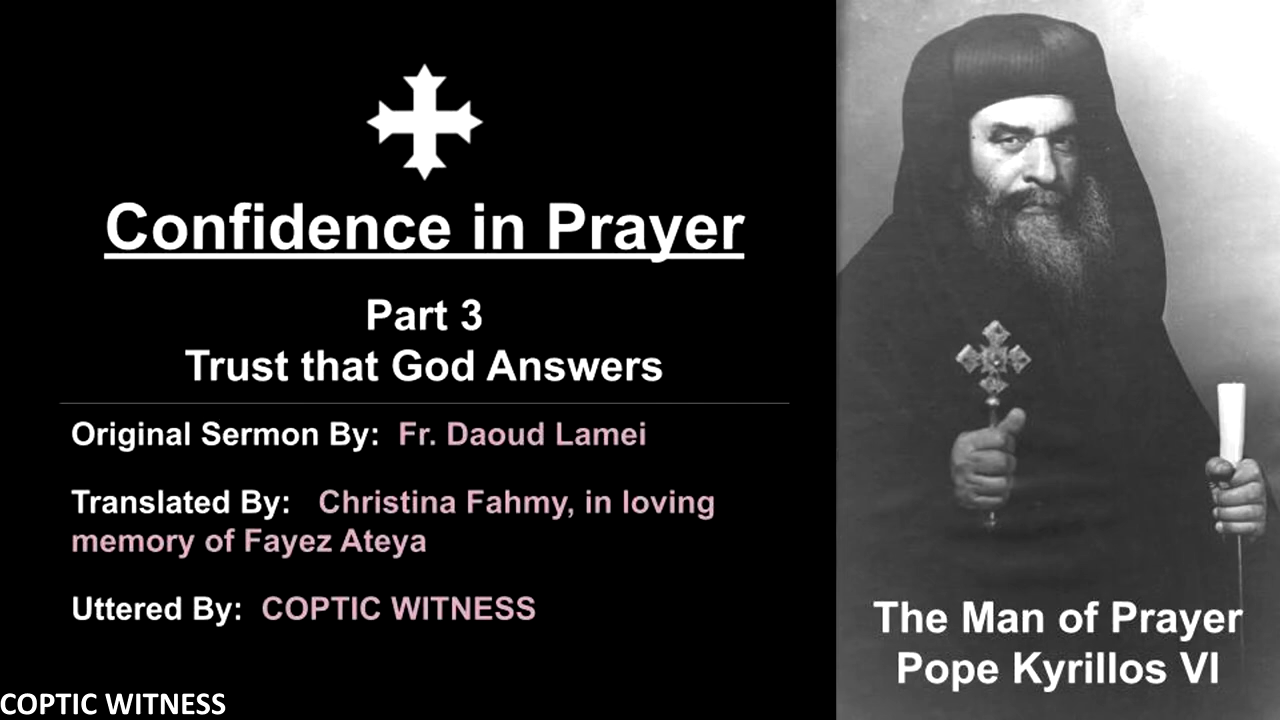 Confidence in Prayer
Part 3
Trust that God Answers
Original Sermon By: Fr. Daoud Lamei
Translated By: Christina Fahmy, in loving
memory of Fayez Ateya
Uttered By: COPTIC WITNESS
COPTIC WITNESS
The Man of Prayer
Pope Kyrillos VI